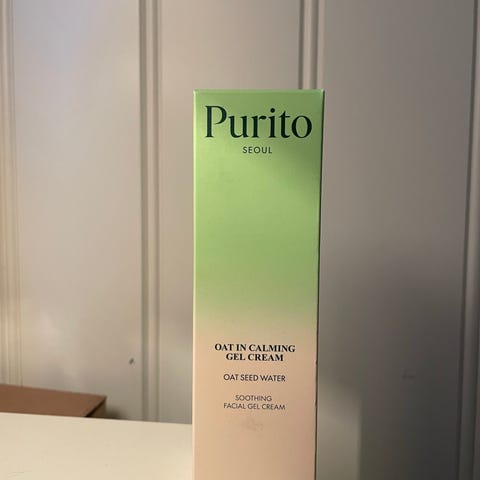 Purito
SEOUL
OAT IN CALMING
GEL CREAM
OAT SEED WATER
SOOTHING
FACIAL GEL CREAM